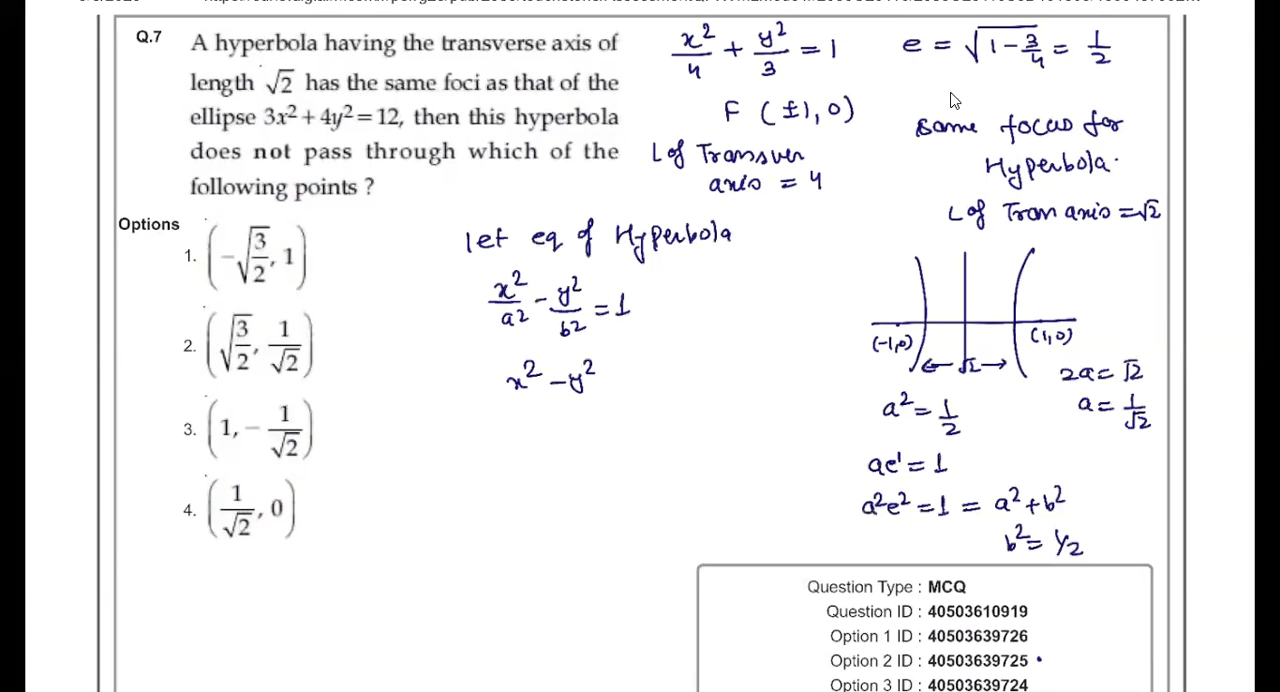 Q.7 A hyperbola having the transverse axis of
length √2 has the same foci as that of the
ellipse 3x² + 4y² = 12, then this hyperbola
does not pass through which of the
following points ?
Options
1. (-√(3/2), 1)
2. (√(3/2), 1/√2)
3. (1, -1/√2)
4. (1/√2, 0)
x²/4 + y²/3 = 1
e = √(1-3/4) = 1/2
F (±1, 0)
L of Transver
axis = 4
same focus for
Hyperbola.
L of Tran axis = √2
let eq of Hyperbola
x²/a² - y²/b² = 1
x² - y²
(-1,0)
(1,0)
√2
2a = √2
a² = 1/2
a = 1/√2
ae' = 1
a²e² = 1 = a² + b²
b² = 1/2
Question Type : MCQ
Question ID : 40503610919
Option 1 ID : 40503639726
Option 2 ID : 40503639725
Option 3 ID : 40503639724